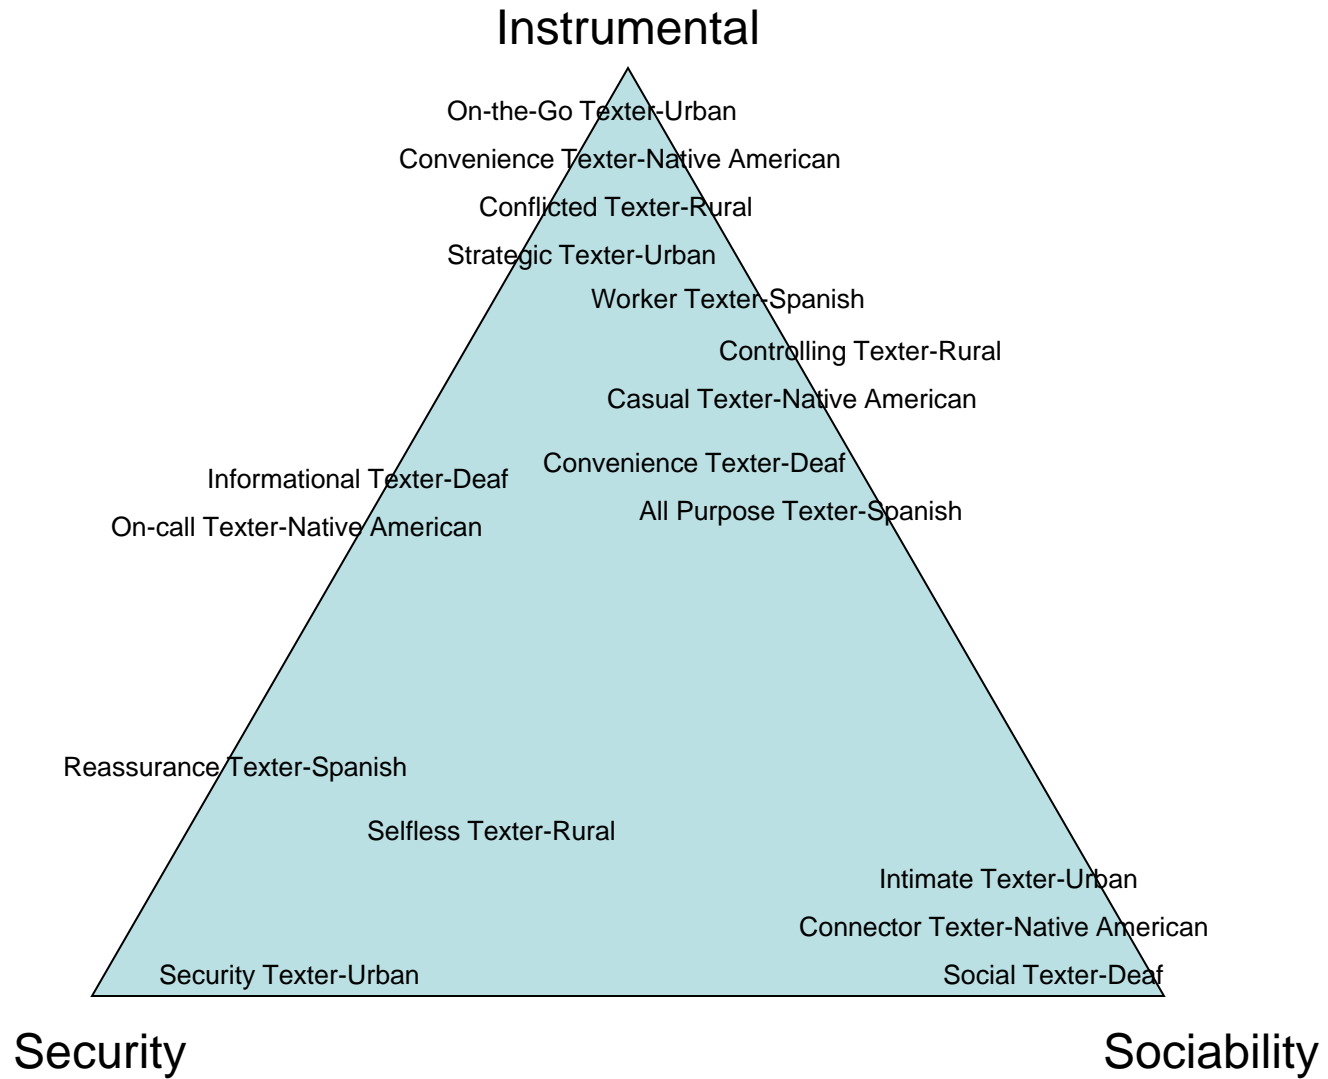 Instrumental
On-the-Go Texter-Urban
Convenience Texter-Native American
Conflicted Texter-Rural
Strategic Texter-Urban
Worker Texter-Spanish
Controlling Texter-Rural
Casual Texter-Native American
Convenience Texter-Deaf
Informational Texter-Deaf
All Purpose Texter-Spanish
On-call Texter-Native American
Reassurance Texter-Spanish
Selfless Texter-Rural
Intimate Texter-Urban
Connector Texter-Native American
Security Texter-Urban
Social Texter-Deaf
Security
Sociability